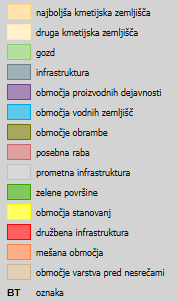 najboljša kmetijska zemljišča
druga kmetijska zemljišča
gozd
infrastruktura
območja proizvodnih dejavnosti
območja vodnih zemljišč
območje obrambe
posebna raba
prometna infrastruktura
zelene površine
območja stanovanj
družbena infrastruktura
mešana območja
območje varstva pred nesrečami
BT oznaka